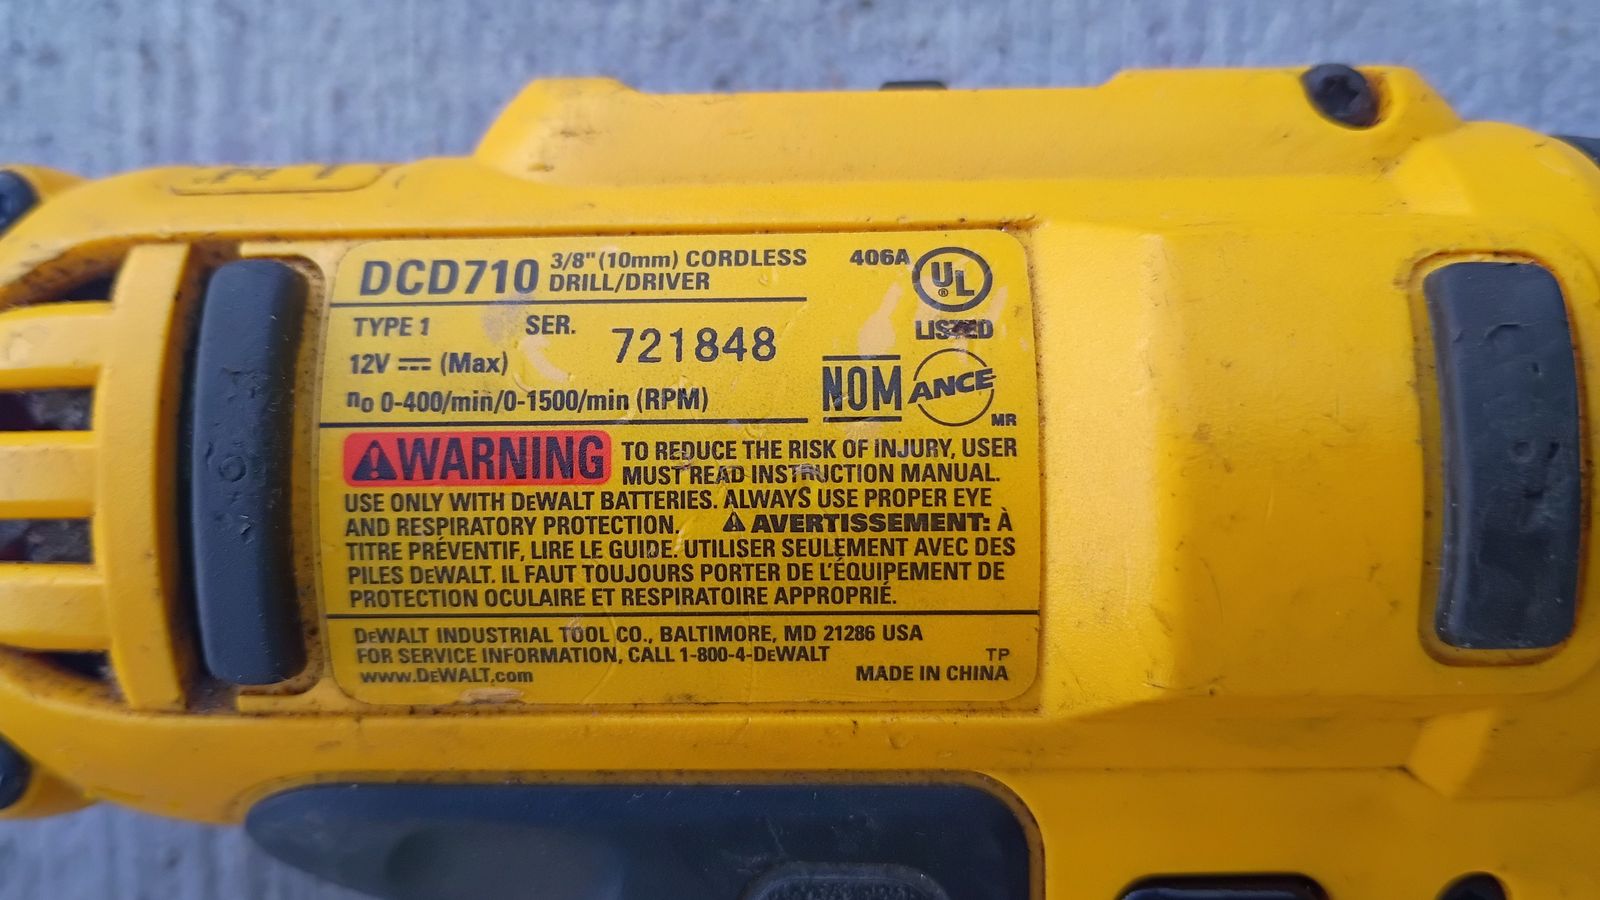 DCD710 3/8" (10mm) CORDLESS
DRILL/DRIVER
406A
UL
®
LISTED
TYPE 1 SER. 721848
12V ⎓ (Max)
n₀ 0-400/min/0-1500/min (RPM)
NOM
ANCE
MR
⚠WARNING TO REDUCE THE RISK OF INJURY, USER
MUST READ INSTRUCTION MANUAL.
USE ONLY WITH DEWALT BATTERIES. ALWAYS USE PROPER EYE
AND RESPIRATORY PROTECTION. ⚠ AVERTISSEMENT: À
TITRE PRÉVENTIF, LIRE LE GUIDE. UTILISER SEULEMENT AVEC DES
PILES DEWALT. IL FAUT TOUJOURS PORTER DE L'ÉQUIPEMENT DE
PROTECTION OCULAIRE ET RESPIRATOIRE APPROPRIÉ.
DEWALT INDUSTRIAL TOOL CO., BALTIMORE, MD 21286 USA
FOR SERVICE INFORMATION, CALL 1-800-4-DEWALT
TP
www.DEWALT.com
MADE IN CHINA